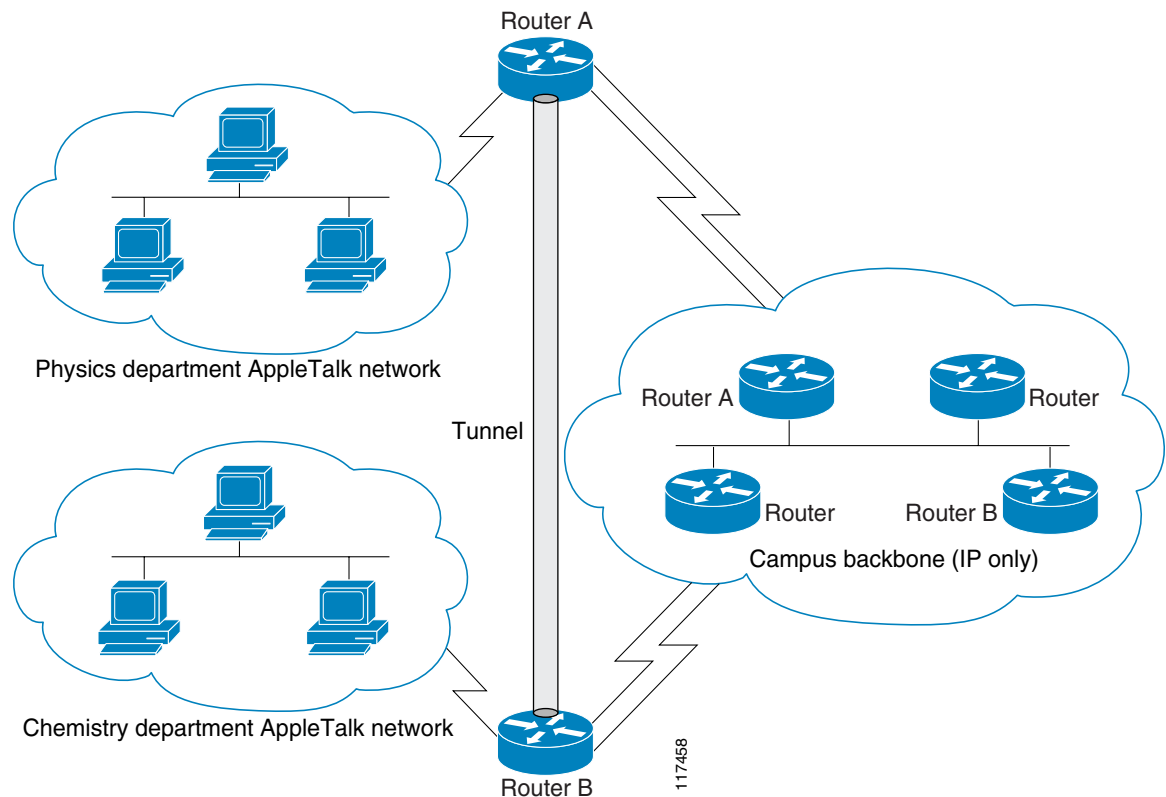 Router A
Physics department AppleTalk network
Tunnel
Router A
Router
Router
Router B
Campus backbone (IP only)
Chemistry department AppleTalk network
Router B
117458